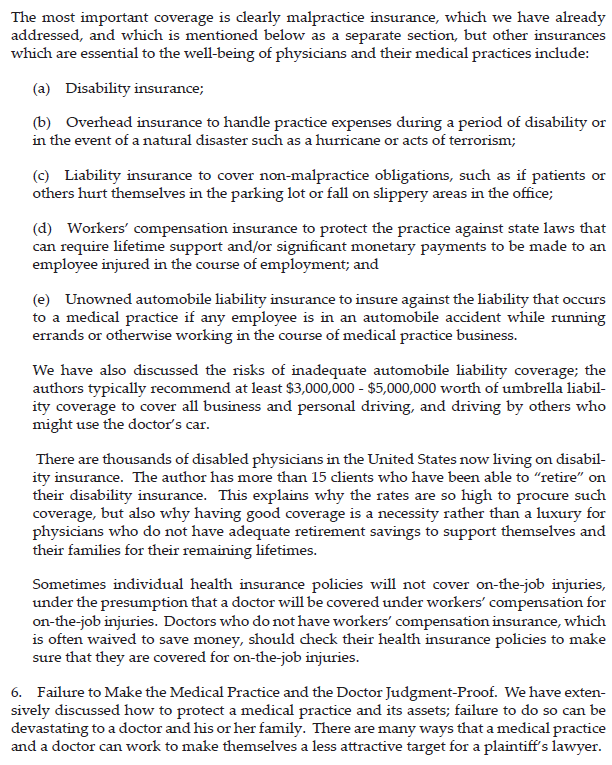 The most important coverage is clearly malpractice insurance, which we have already
addressed, and which is mentioned below as a separate section, but other insurances
which are essential to the well-being of physicians and their medical practices include:
(a) Disability insurance;
(b) Overhead insurance to handle practice expenses during a period of disability or
in the event of a natural disaster such as a hurricane or acts of terrorism;
(c) Liability insurance to cover non-malpractice obligations, such as if patients or
others hurt themselves in the parking lot or fall on slippery areas in the office;
(d) Workers' compensation insurance to protect the practice against state laws that
can require lifetime support and/or significant monetary payments to be made to an
employee injured in the course of employment; and
(e) Unowned automobile liability insurance to insure against the liability that occurs
to a medical practice if any employee is in an automobile accident while running
errands or otherwise working in the course of medical practice business.
We have also discussed the risks of inadequate automobile liability coverage; the
authors typically recommend at least $3,000,000 - $5,000,000 worth of umbrella liabil-
ity coverage to cover all business and personal driving, and driving by others who
might use the doctor's car.
There are thousands of disabled physicians in the United States now living on disabil-
ity insurance. The author has more than 15 clients who have been able to "retire" on
their disability insurance. This explains why the rates are so high to procure such
coverage, but also why having good coverage is a necessity rather than a luxury for
physicians who do not have adequate retirement savings to support themselves and
their families for their remaining lifetimes.
Sometimes individual health insurance policies will not cover on-the-job injuries,
under the presumption that a doctor will be covered under workers' compensation for
on-the-job injuries. Doctors who do not have workers' compensation insurance, which
is often waived to save money, should check their health insurance policies to make
sure that they are covered for on-the-job injuries.
6. Failure to Make the Medical Practice and the Doctor Judgment-Proof. We have exten-
sively discussed how to protect a medical practice and its assets; failure to do so can be
devastating to a doctor and his or her family. There are many ways that a medical practice
and a doctor can work to make themselves a less attractive target for a plaintiff's lawyer.